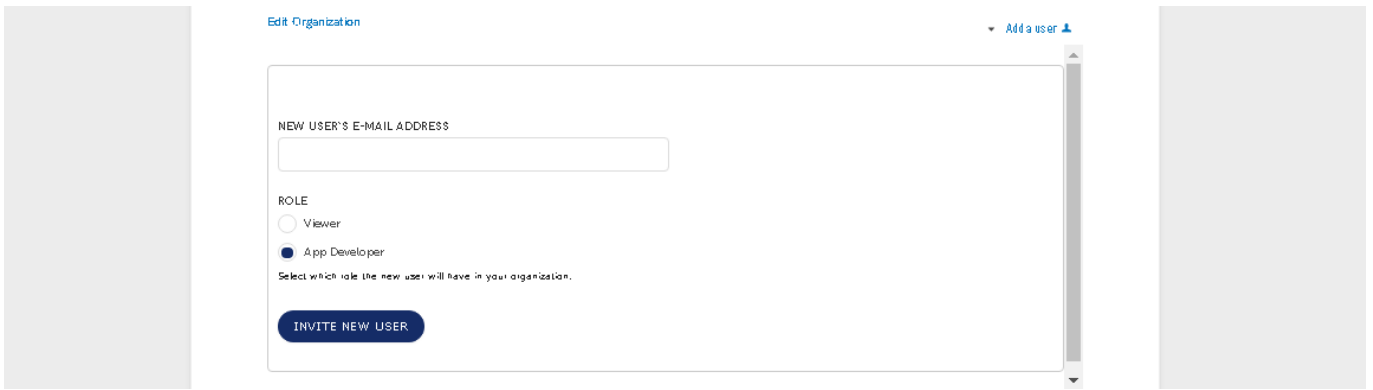 Edit Organization
Add a user
NEW USER'S E-MAIL ADDRESS
ROLE
Viewer
App Developer
Select which role the new user will have in your organization.
INVITE NEW USER